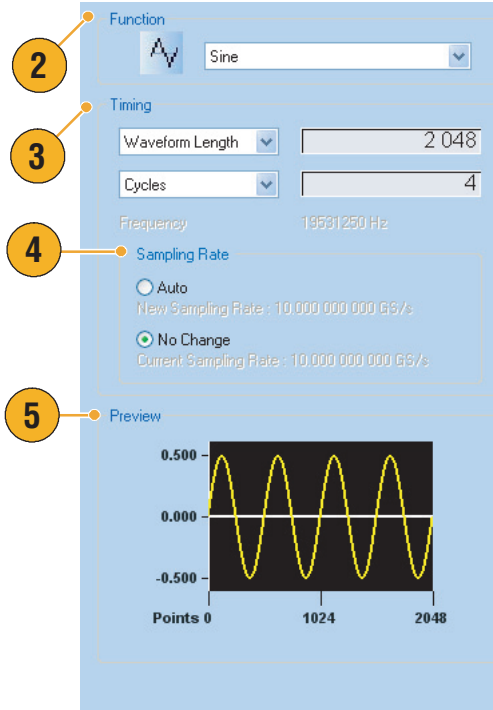 2
Function
Sine
3
Timing
Waveform Length 2 048
Cycles 4
Frequency 19531250 Hz
4
Sampling Rate
Auto
New Sampling Rate : 10.000 000 000 GS/s
No Change
Current Sampling Rate : 10.000 000 000 GS/s
5
Preview
0.500
0.000
-0.500
Points 0 1024 2048